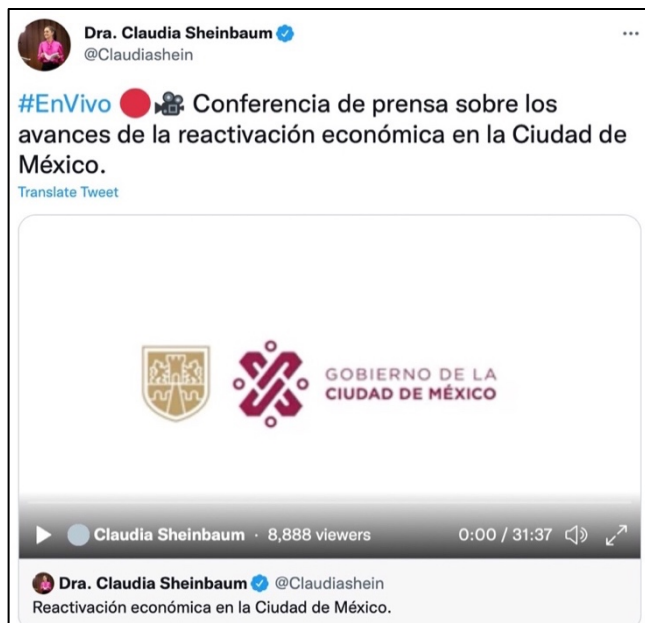 Dra. Claudia Sheinbaum
@Claudiashein
#EnVivo 🔴🎥 Conferencia de prensa sobre los
avances de la reactivación económica en la Ciudad de
México.
Translate Tweet
GOBIERNO DE LA
CIUDAD DE MÉXICO
Claudia Sheinbaum · 8,888 viewers 0:00 / 31:37
Dra. Claudia Sheinbaum @Claudiashein
Reactivación económica en la Ciudad de México.